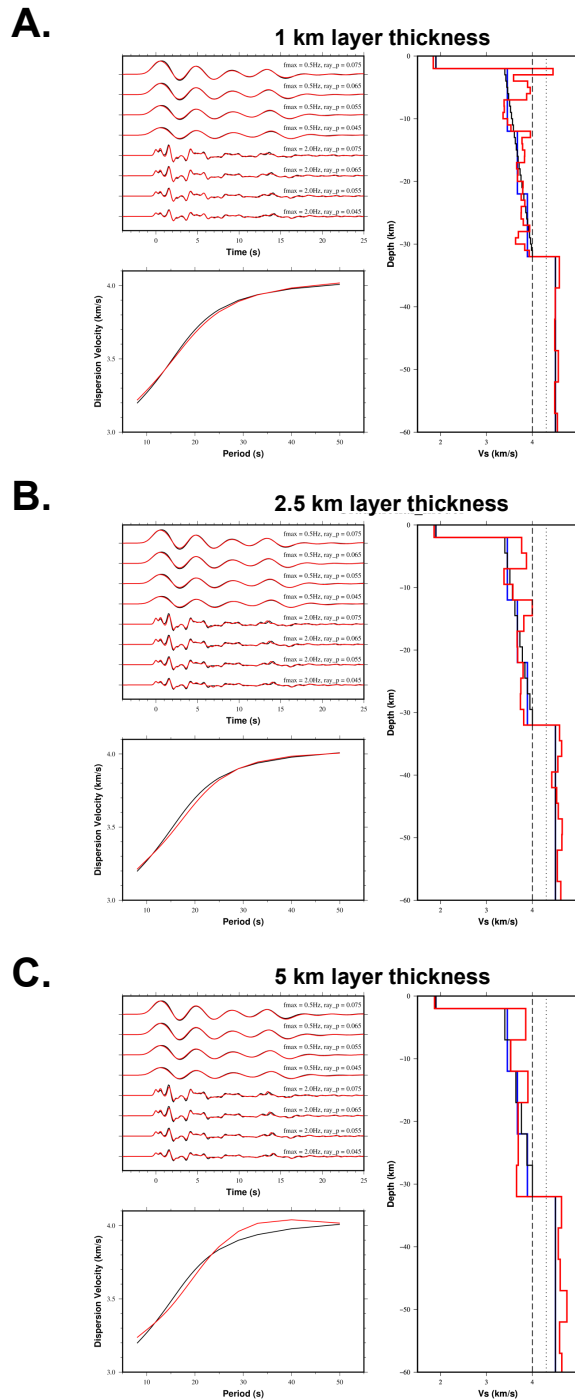 A.
1 km layer thickness
fmax = 0.5Hz, ray_p = 0.075
fmax = 0.5Hz, ray_p = 0.065
fmax = 0.5Hz, ray_p = 0.055
fmax = 0.5Hz, ray_p = 0.045
fmax = 2.0Hz, ray_p = 0.075
fmax = 2.0Hz, ray_p = 0.065
fmax = 2.0Hz, ray_p = 0.055
fmax = 2.0Hz, ray_p = 0.045
0 5 10 15 20 25
Time (s)
Dispersion Velocity (km/s)
4.0
3.5
3.0
10 20 30 40 50
Period (s)
Depth (km)
0
−10
−20
−30
−40
−50
−60
2 3 4
Vs (km/s)
B.
2.5 km layer thickness
fmax = 0.5Hz, ray_p = 0.075
fmax = 0.5Hz, ray_p = 0.065
fmax = 0.5Hz, ray_p = 0.055
fmax = 0.5Hz, ray_p = 0.045
fmax = 2.0Hz, ray_p = 0.075
fmax = 2.0Hz, ray_p = 0.065
fmax = 2.0Hz, ray_p = 0.055
fmax = 2.0Hz, ray_p = 0.045
0 5 10 15 20 25
Time (s)
Dispersion Velocity (km/s)
4.0
3.5
3.0
10 20 30 40 50
Period (s)
Depth (km)
0
−10
−20
−30
−40
−50
−60
2 3 4
Vs (km/s)
C.
5 km layer thickness
fmax = 0.5Hz, ray_p = 0.075
fmax = 0.5Hz, ray_p = 0.065
fmax = 0.5Hz, ray_p = 0.055
fmax = 0.5Hz, ray_p = 0.045
fmax = 2.0Hz, ray_p = 0.075
fmax = 2.0Hz, ray_p = 0.065
fmax = 2.0Hz, ray_p = 0.055
fmax = 2.0Hz, ray_p = 0.045
0 5 10 15 20 25
Time (s)
Dispersion Velocity (km/s)
4.0
3.5
3.0
10 20 30 40 50
Period (s)
Depth (km)
0
−10
−20
−30
−40
−50
−60
2 3 4
Vs (km/s)